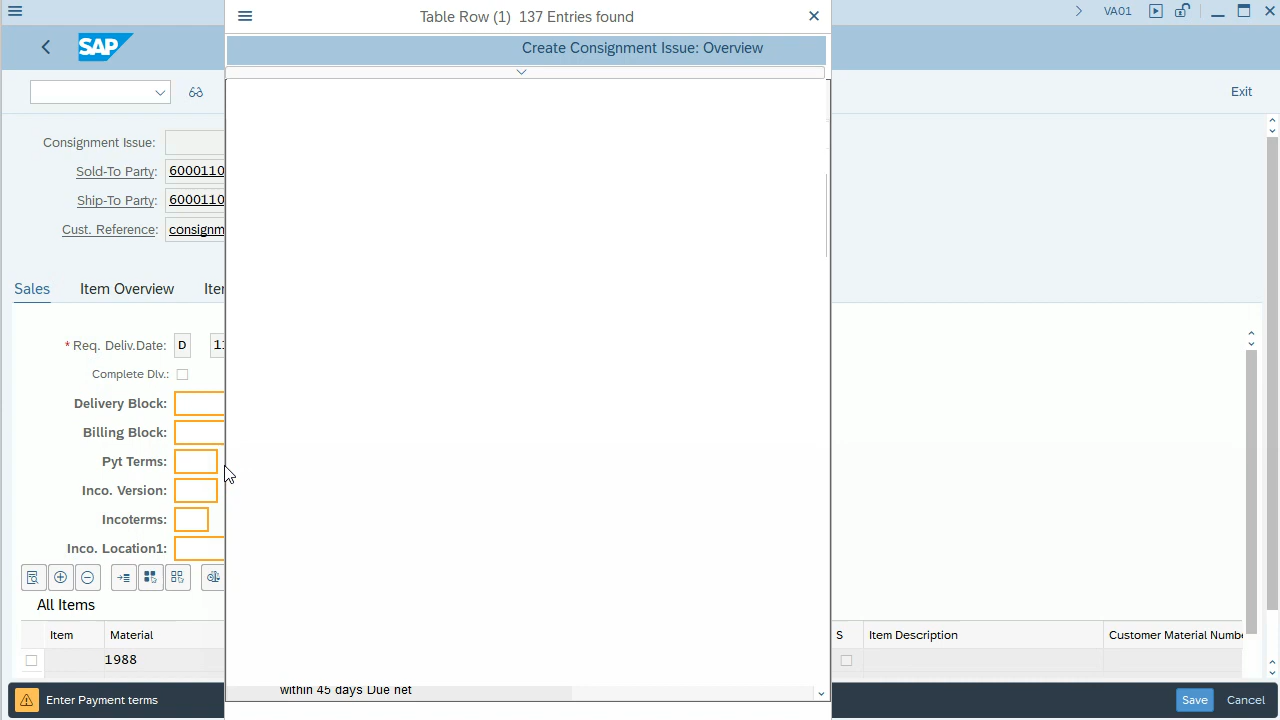 Table Row (1) 137 Entries found
VA01
SAP
Create Consignment Issue: Overview
Exit
Consignment Issue:
Sold-To Party: 6000110
Ship-To Party: 6000110
Cust. Reference: consignm
Sales Item Overview Iter
* Req. Deliv.Date: D 11
Complete Dlv.:
Delivery Block:
Billing Block:
Pyt Terms:
Inco. Version:
Incoterms:
Inco. Location1:
All Items
Item Material S Item Description Customer Material Numbe
1988
within 45 days Due net
Enter Payment terms Save Cancel